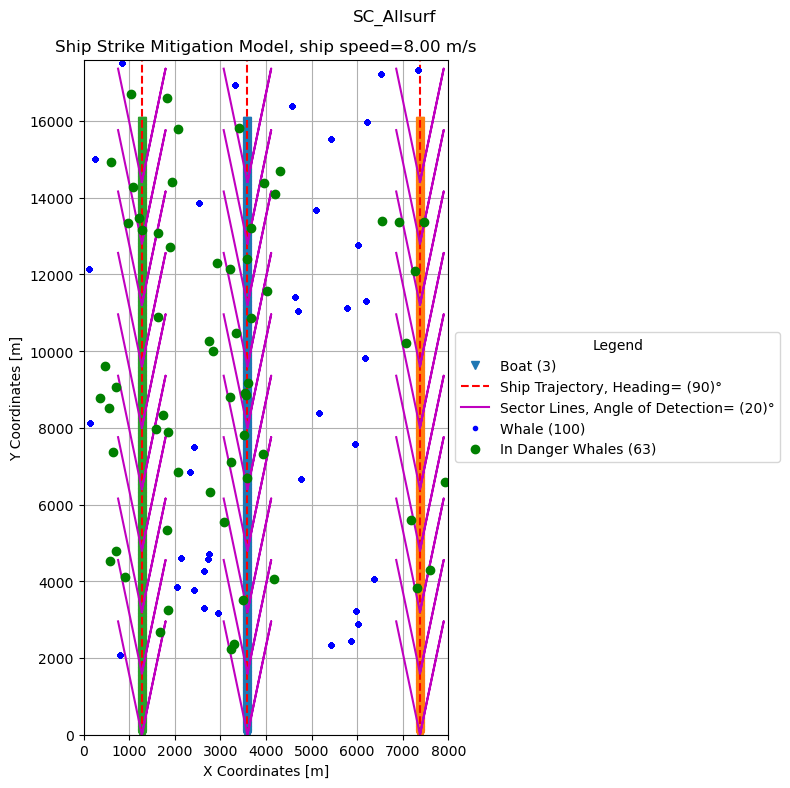 SC_Allsurf
Ship Strike Mitigation Model, ship speed=8.00 m/s
16000
14000
12000
10000
8000
6000
4000
2000
0
Y Coordinates [m]
0 1000 2000 3000 4000 5000 6000 7000 8000
X Coordinates [m]
Legend
Boat (3)
Ship Trajectory, Heading= (90)°
Sector Lines, Angle of Detection= (20)°
Whale (100)
In Danger Whales (63)